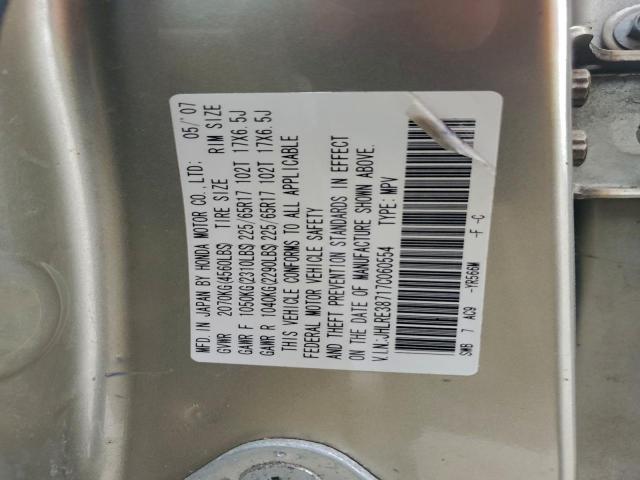 MFD. IN JAPAN BY HONDA MOTOR CO.,LTD; 05/'07
GVWR 2070KG(4560LBS) TIRE SIZE RIM SIZE
GAWR F 1050KG(2310LBS)225/65R17 102T 17X6.5J
GAWR R 1040KG(2290LBS)225/65R17 102T 17X6.5J
THIS VEHICLE CONFORMS TO ALL APPLICABLE
FEDERAL MOTOR VEHICLE SAFETY
AND THEFT PREVENTION STANDARDS IN EFFECT
ON THE DATE OF MANUFACTURE SHOWN ABOVE.
V.I.N:JHLRE38717C060554 TYPE: MPV
SWB 7 AC9 -YR566M -F -C